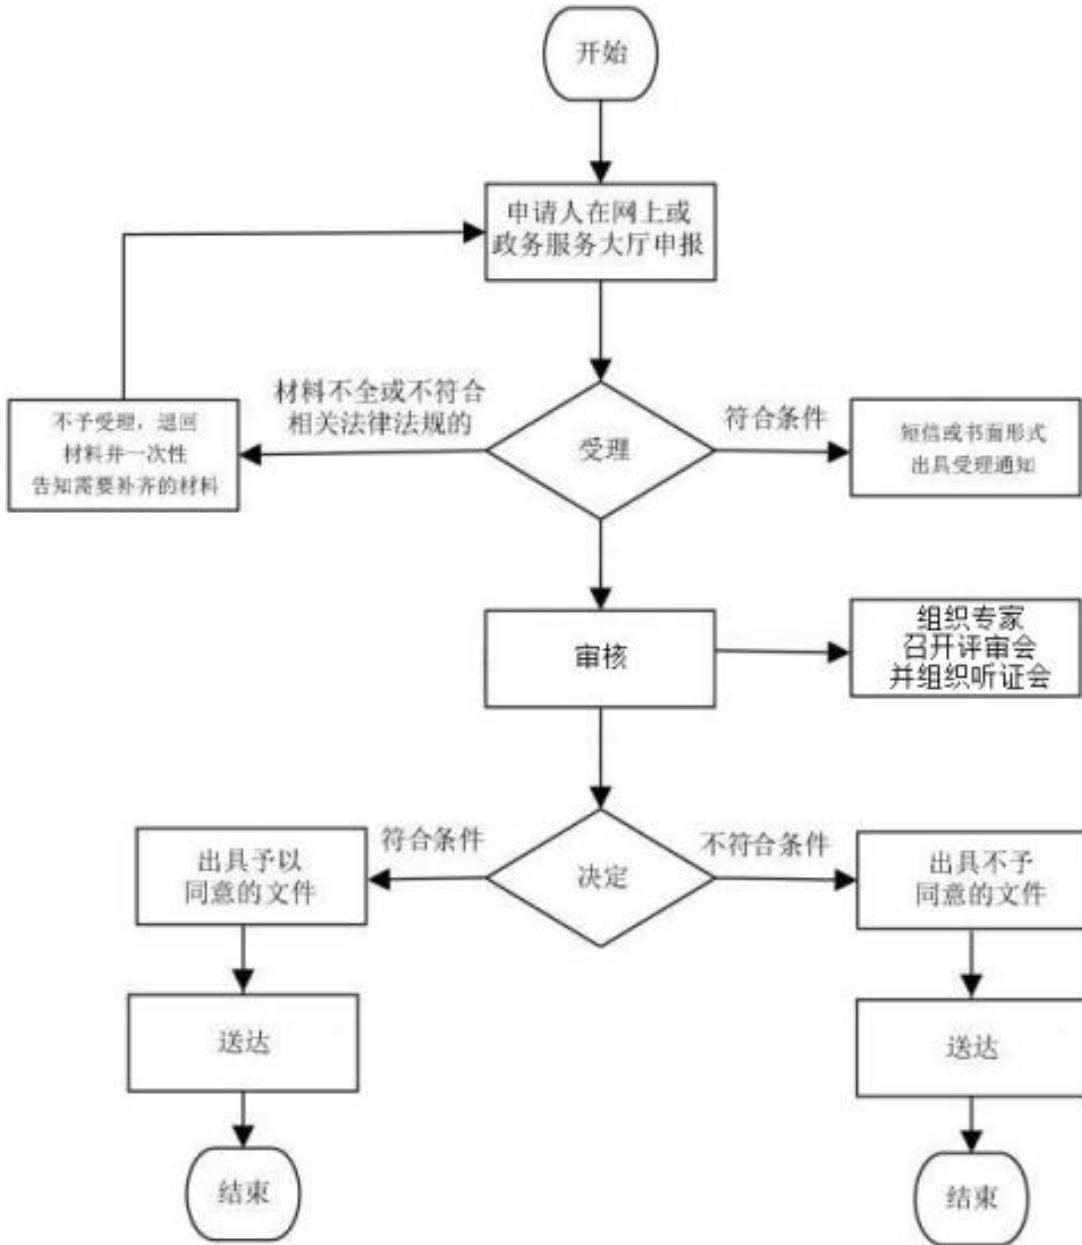 开始
申请人在网上或
政务服务大厅申报
材料不全或不符合
相关法律法规的
符合条件
不予受理，退回
材料并一次性
告知需要补齐的材料
受理
短信或书面形式
出具受理通知
审核
组织专家
召开评审会
并组织听证会
符合条件
不符合条件
出具予以
同意的文件
决定
出具不予
同意的文件
送达
送达
结束
结束